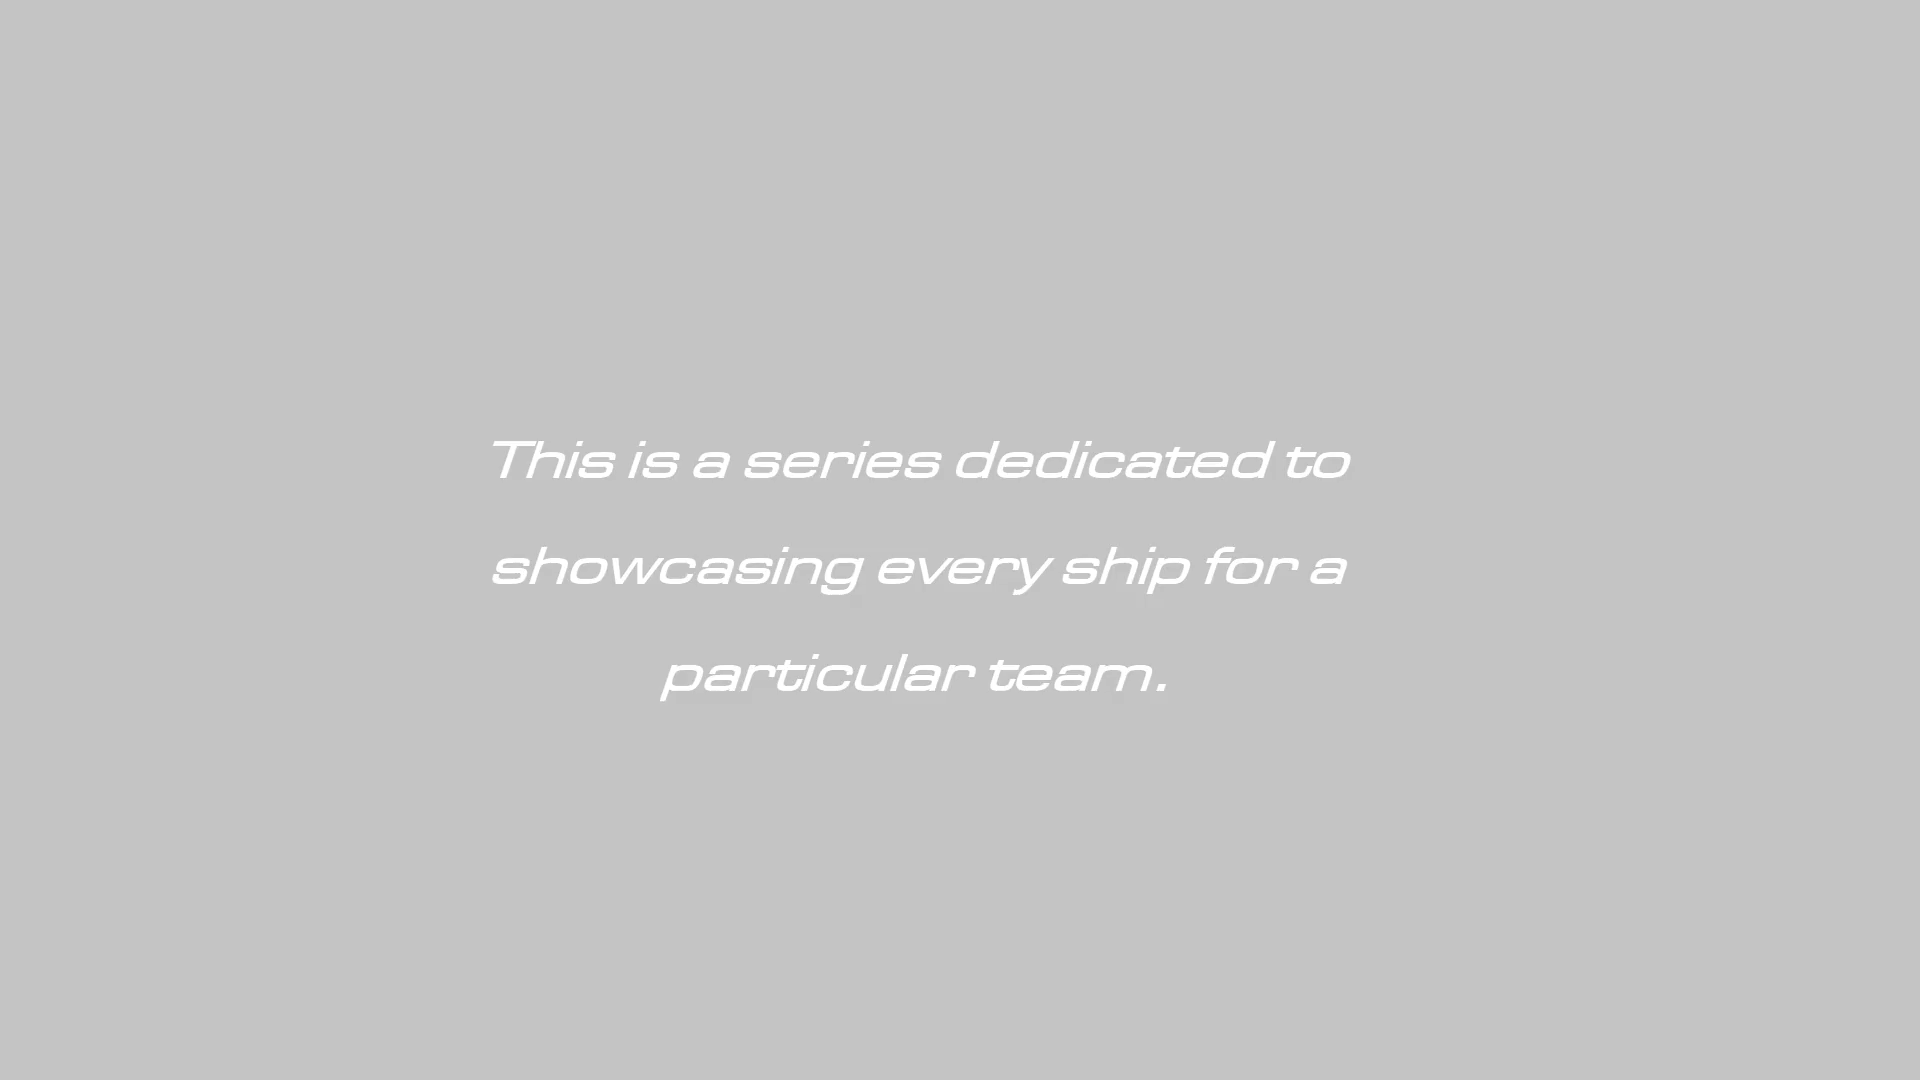 This is a series dedicated to
showcasing every ship for a
particular team.